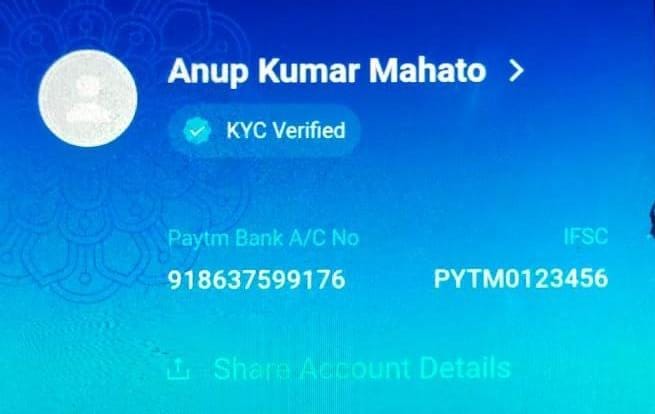 Anup Kumar Mahato >
KYC Verified
Paytm Bank A/C No
IFSC
918637599176
PYTM0123456
Share Account Details